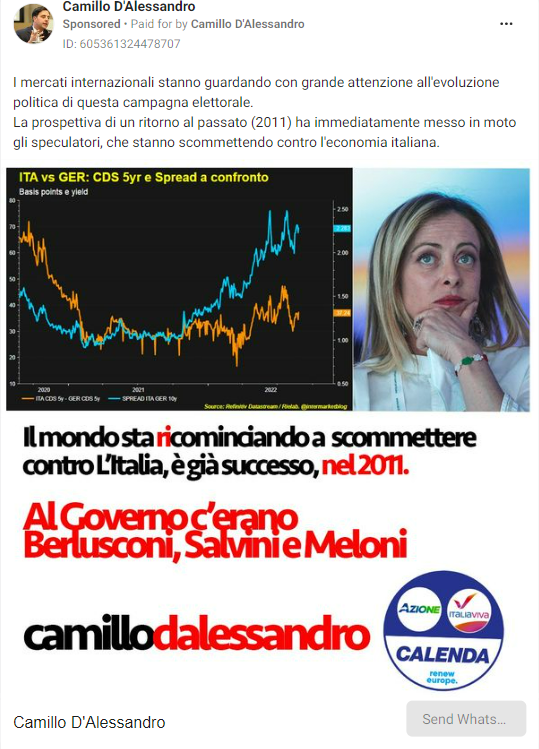 Camillo D'Alessandro
Sponsored • Paid for by Camillo D'Alessandro
ID: 605361324478707
I mercati internazionali stanno guardando con grande attenzione all'evoluzione
politica di questa campagna elettorale.
La prospettiva di un ritorno al passato (2011) ha immediatamente messo in moto
gli speculatori, che stanno scommettendo contro l'economia italiana.
ITA vs GER: CDS 5yr e Spread a confronto
Basis points e yield
80
70
60
50
40
30
20
10
2.50
2.00
1.50
1.00
0.50
2020
2021
2022
ITA CDS 5y - GER CDS 5y
SPREAD ITA GER 10y
Source: Refinitiv Datastream / Fixlab. @intermarketblog
Il mondo sta ricominciando a scommettere
contro L'Italia, è già successo, nel 2011.
Al Governo c'erano
Berlusconi, Salvini e Meloni
camillodalessandro
AZIONE
ITALIAVIVA
CALENDA
renew
europe.
Camillo D'Alessandro
Send Whats...